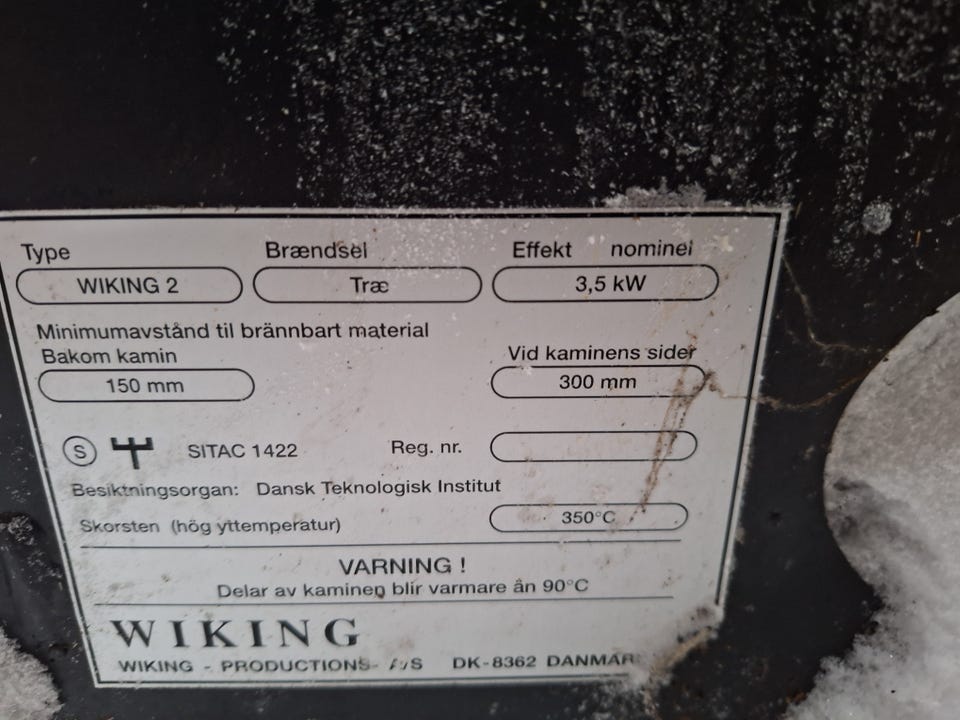 Type Brændsel Effekt nominel
WIKING 2 Træ 3,5 kW
Minimumavstånd til brännbart material
Bakom kamin Vid kaminens sider
150 mm 300 mm
S SITAC 1422 Reg. nr.
Besiktningsorgan: Dansk Teknologisk Institut
Skorsten (hög yttemperatur) 350°C
VARNING !
Delar av kaminen blir varmare ån 90°C
WIKING
WIKING - PRODUCTIONS- A/S DK-8362 DANMAR